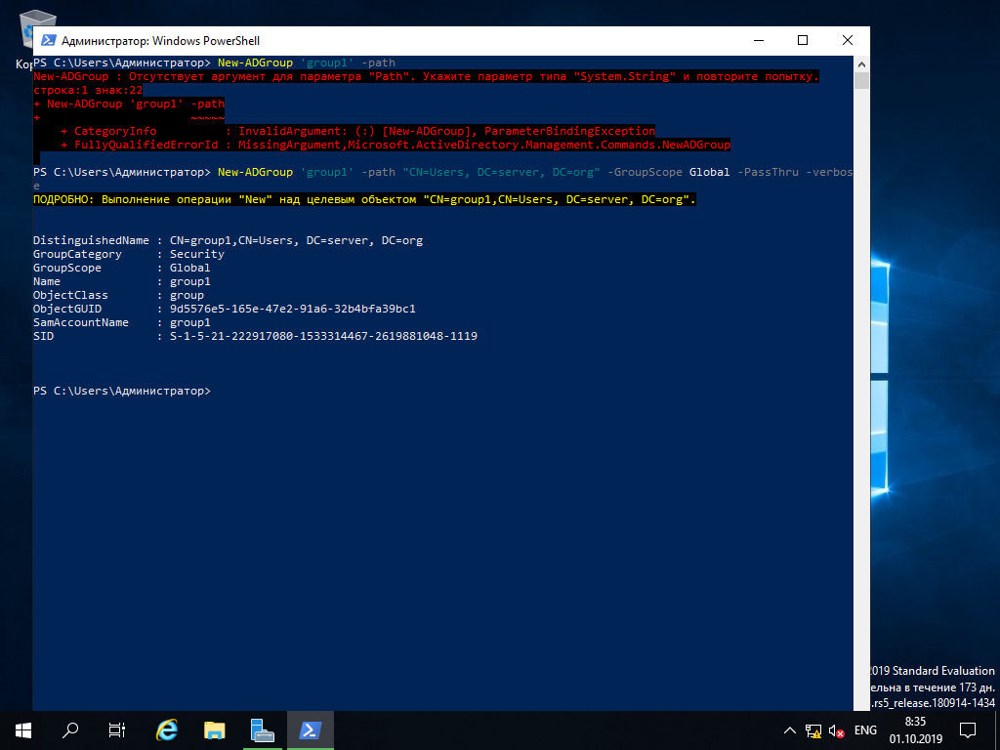 Администратор: Windows PowerShell
PS C:\Users\Администратор> New-ADGroup 'group1' -path
New-ADGroup : Отсутствует аргумент для параметра "Path". Укажите параметр типа "System.String" и повторите попытку.
строка:1 знак:22
+ New-ADGroup 'group1' -path
+                      ~~~~~
    + CategoryInfo          : InvalidArgument: (:) [New-ADGroup], ParameterBindingException
    + FullyQualifiedErrorId : MissingArgument,Microsoft.ActiveDirectory.Management.Commands.NewADGroup
PS C:\Users\Администратор> New-ADGroup 'group1' -path "CN=Users, DC=server, DC=org" -GroupScope Global -PassThru -verbos
e
ПОДРОБНО: Выполнение операции "New" над целевым объектом "CN=group1,CN=Users, DC=server, DC=org".
DistinguishedName : CN=group1,CN=Users, DC=server, DC=org
GroupCategory     : Security
GroupScope        : Global
Name              : group1
ObjectClass       : group
ObjectGUID        : 9d5576e5-165e-47e2-91a6-32b4bfa39bc1
SamAccountName    : group1
SID               : S-1-5-21-222917080-1533314467-2619881048-1119
PS C:\Users\Администратор>
2019 Standard Evaluation
ельна в течение 173 дн.
.rs5_release.180914-1434
ENG
8:35
01.10.2019